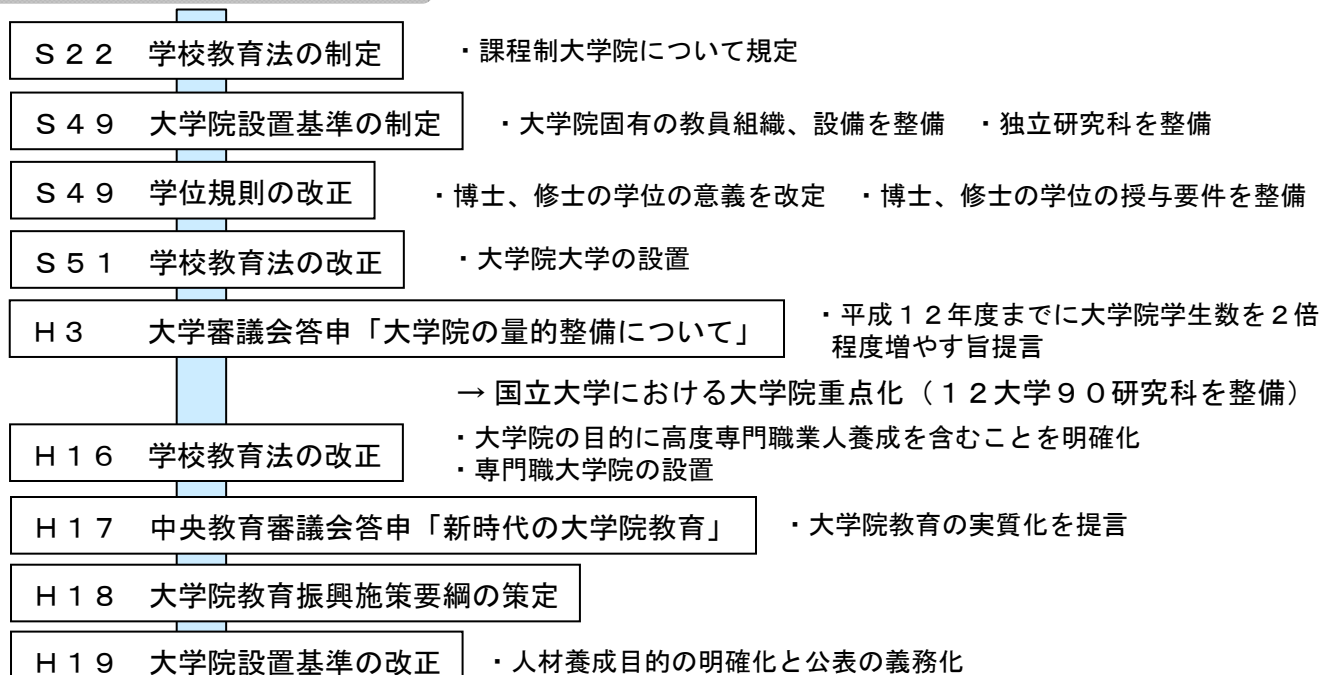 S22 学校教育法の制定 ・課程制大学院について規定
S49 大学院設置基準の制定 ・大学院固有の教員組織、設備を整備 ・独立研究科を整備
S49 学位規則の改正 ・博士、修士の学位の意義を改定 ・博士、修士の学位の授与要件を整備
S51 学校教育法の改正 ・大学院大学の設置
H3 大学審議会答申「大学院の量的整備について」 ・平成12年度までに大学院学生数を2倍
程度増やす旨提言
→ 国立大学における大学院重点化（12大学90研究科を整備）
H16 学校教育法の改正 ・大学院の目的に高度専門職業人養成を含むことを明確化
・専門職大学院の設置
H17 中央教育審議会答申「新時代の大学院教育」 ・大学院教育の実質化を提言
H18 大学院教育振興施策要綱の策定
H19 大学院設置基準の改正 ・人材養成目的の明確化と公表の義務化